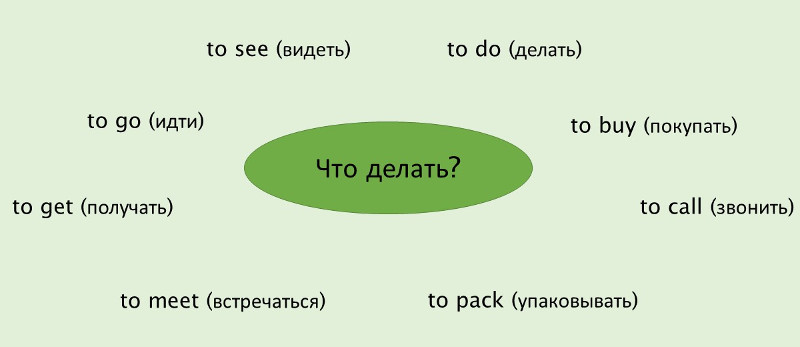 to see (видеть)
to do (делать)
to go (идти)
to buy (покупать)
Что делать?
to get (получать)
to call (звонить)
to meet (встречаться)
to pack (упаковывать)